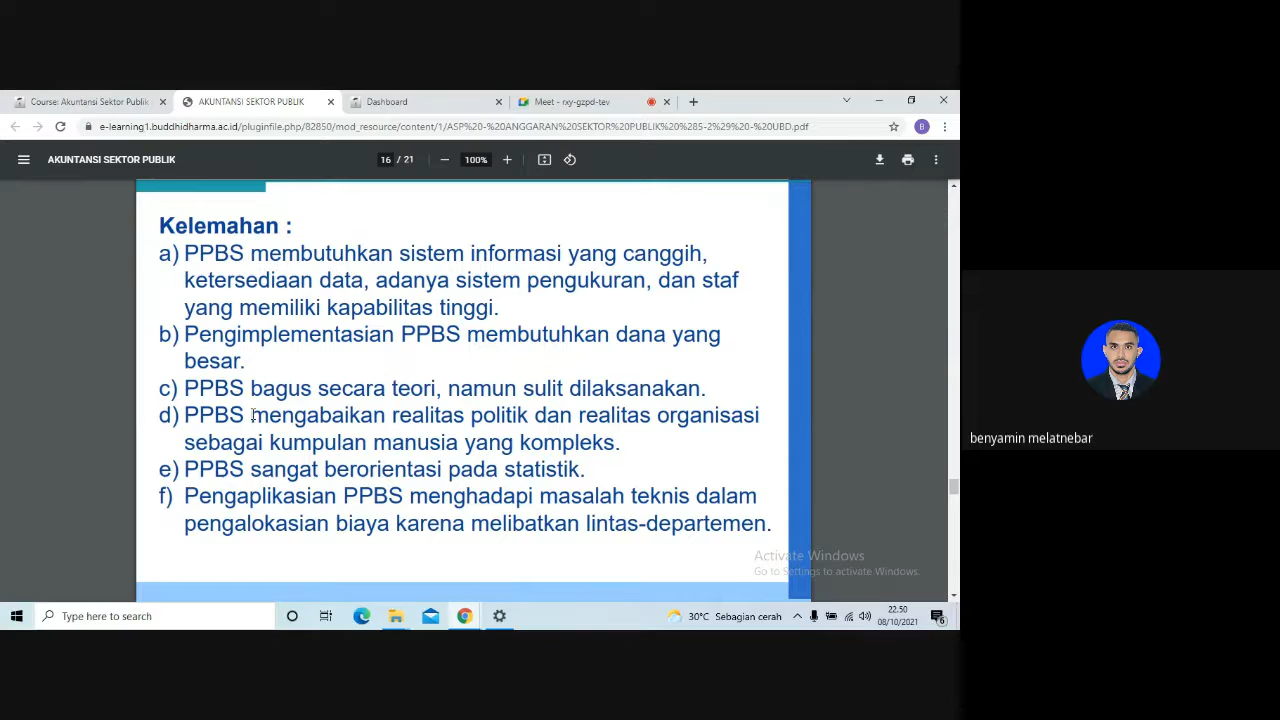 Course: Akuntansi Sektor Publik
AKUNTANSI SEKTOR PUBLIK
Dashboard
Meet - rxy-gzpd-tev
e-learning1.buddhidharma.ac.id/pluginfile.php/82850/mod_resource/content/1/ASP%20-%20ANGGARAN%20SEKTOR%20PUBLIK%20%285-2%29%20-%20UBD.pdf
B
AKUNTANSI SEKTOR PUBLIK
16 / 21
100%
Kelemahan :
a) PPBS membutuhkan sistem informasi yang canggih,
ketersediaan data, adanya sistem pengukuran, dan staf
yang memiliki kapabilitas tinggi.
b) Pengimplementasian PPBS membutuhkan dana yang
besar.
c) PPBS bagus secara teori, namun sulit dilaksanakan.
d) PPBS mengabaikan realitas politik dan realitas organisasi
sebagai kumpulan manusia yang kompleks.
e) PPBS sangat berorientasi pada statistik.
f) Pengaplikasian PPBS menghadapi masalah teknis dalam
pengalokasian biaya karena melibatkan lintas-departemen.
Activate Windows
Go to Settings to activate Windows.
benyamin melatnebar
Type here to search
30°C Sebagian cerah
22.50
08/10/2021
6